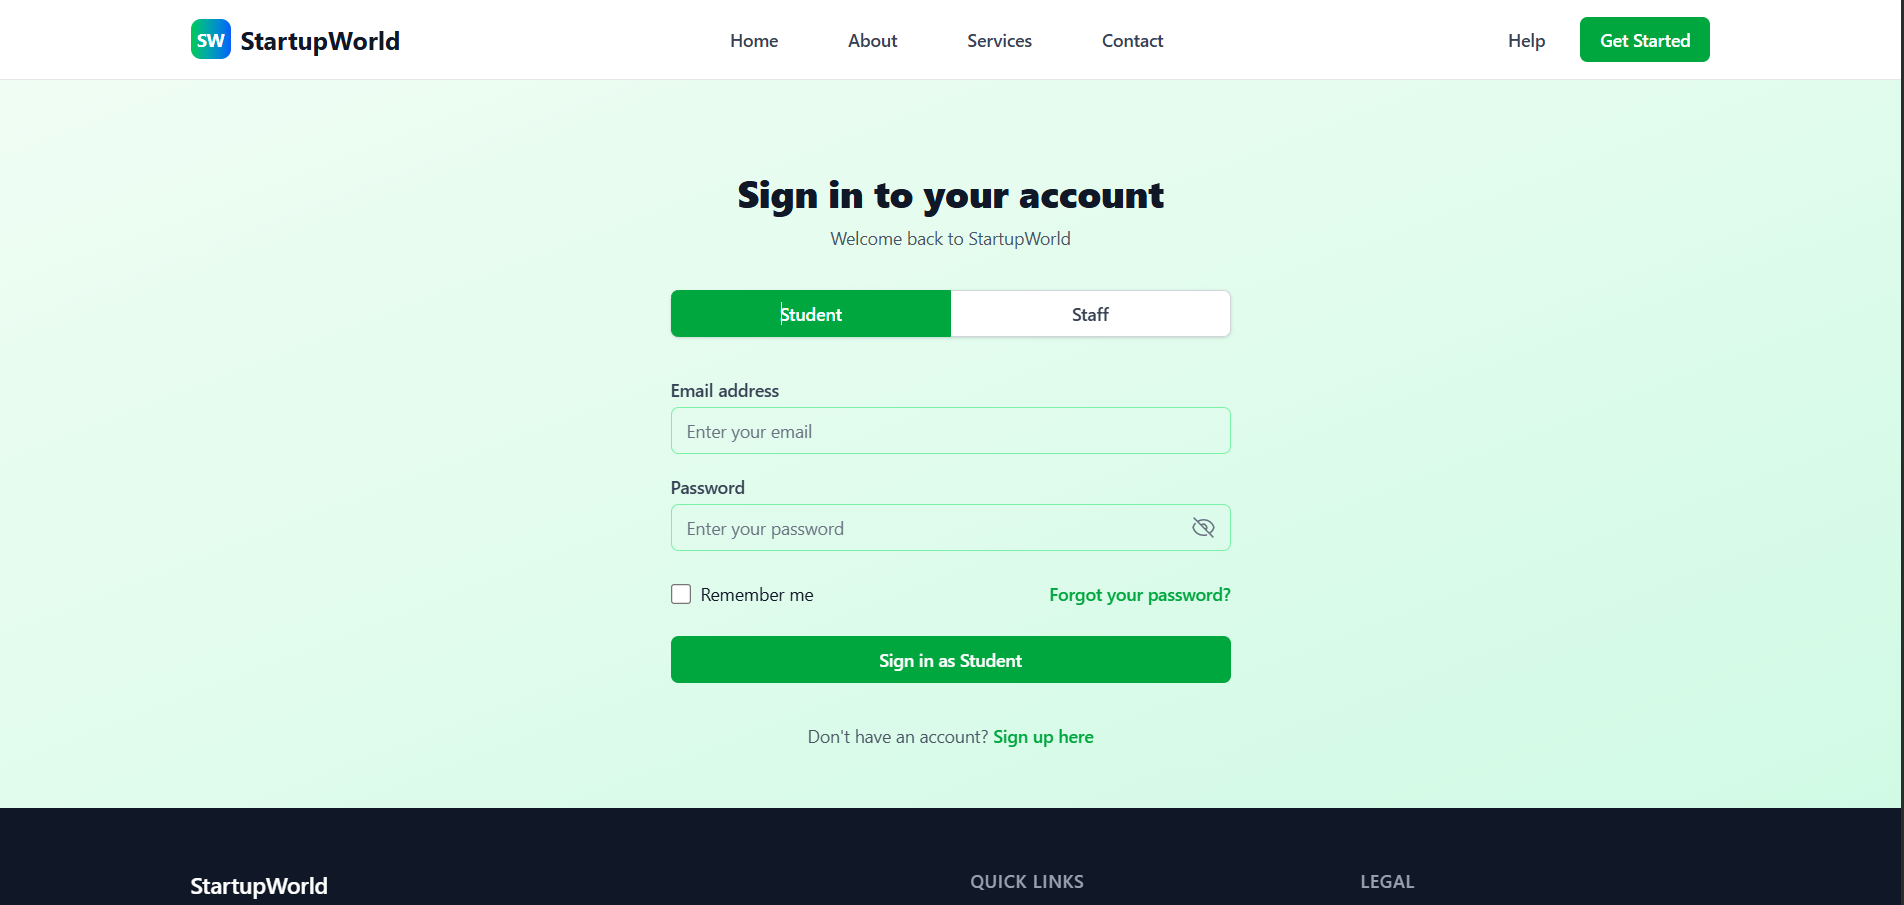 SW StartupWorld
Home About Services Contact
Help Get Started
Sign in to your account
Welcome back to StartupWorld
Student Staff
Email address
Enter your email
Password
Enter your password
Remember me Forgot your password?
Sign in as Student
Don't have an account? Sign up here
StartupWorld QUICK LINKS LEGAL